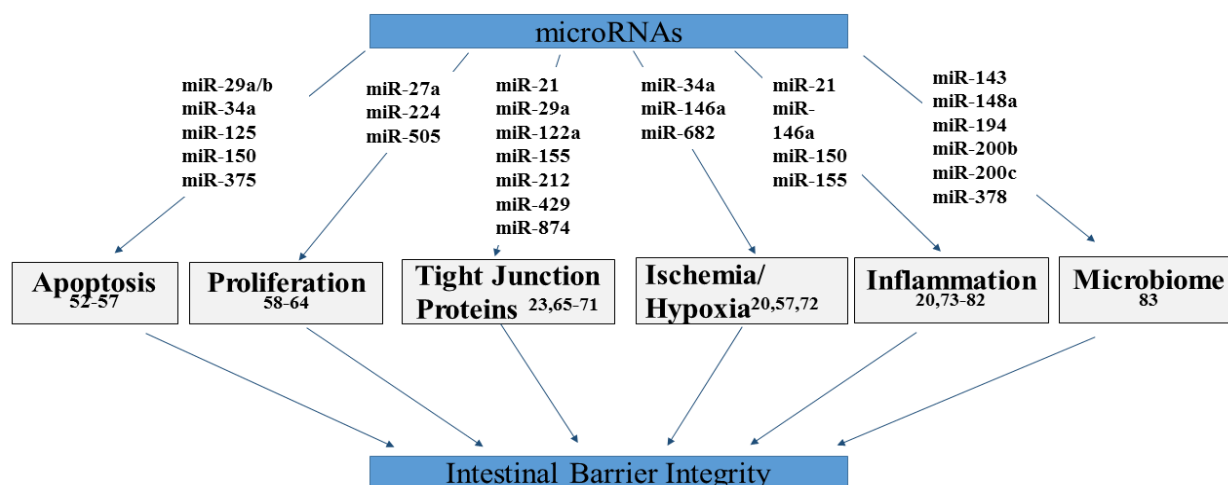 microRNAs
miR-29a/b
miR-34a
miR-125
miR-150
miR-375
miR-27a
miR-224
miR-505
miR-21
miR-29a
miR-122a
miR-155
miR-212
miR-429
miR-874
miR-34a
miR-146a
miR-682
miR-21
miR-
146a
miR-150
miR-155
miR-143
miR-148a
miR-194
miR-200b
miR-200c
miR-378
Apoptosis
52-57
Proliferation
58-64
Tight Junction
Proteins 23,65-71
Ischemia/
Hypoxia20,57,72
Inflammation
20,73-82
Microbiome
83
Intestinal Barrier Integrity